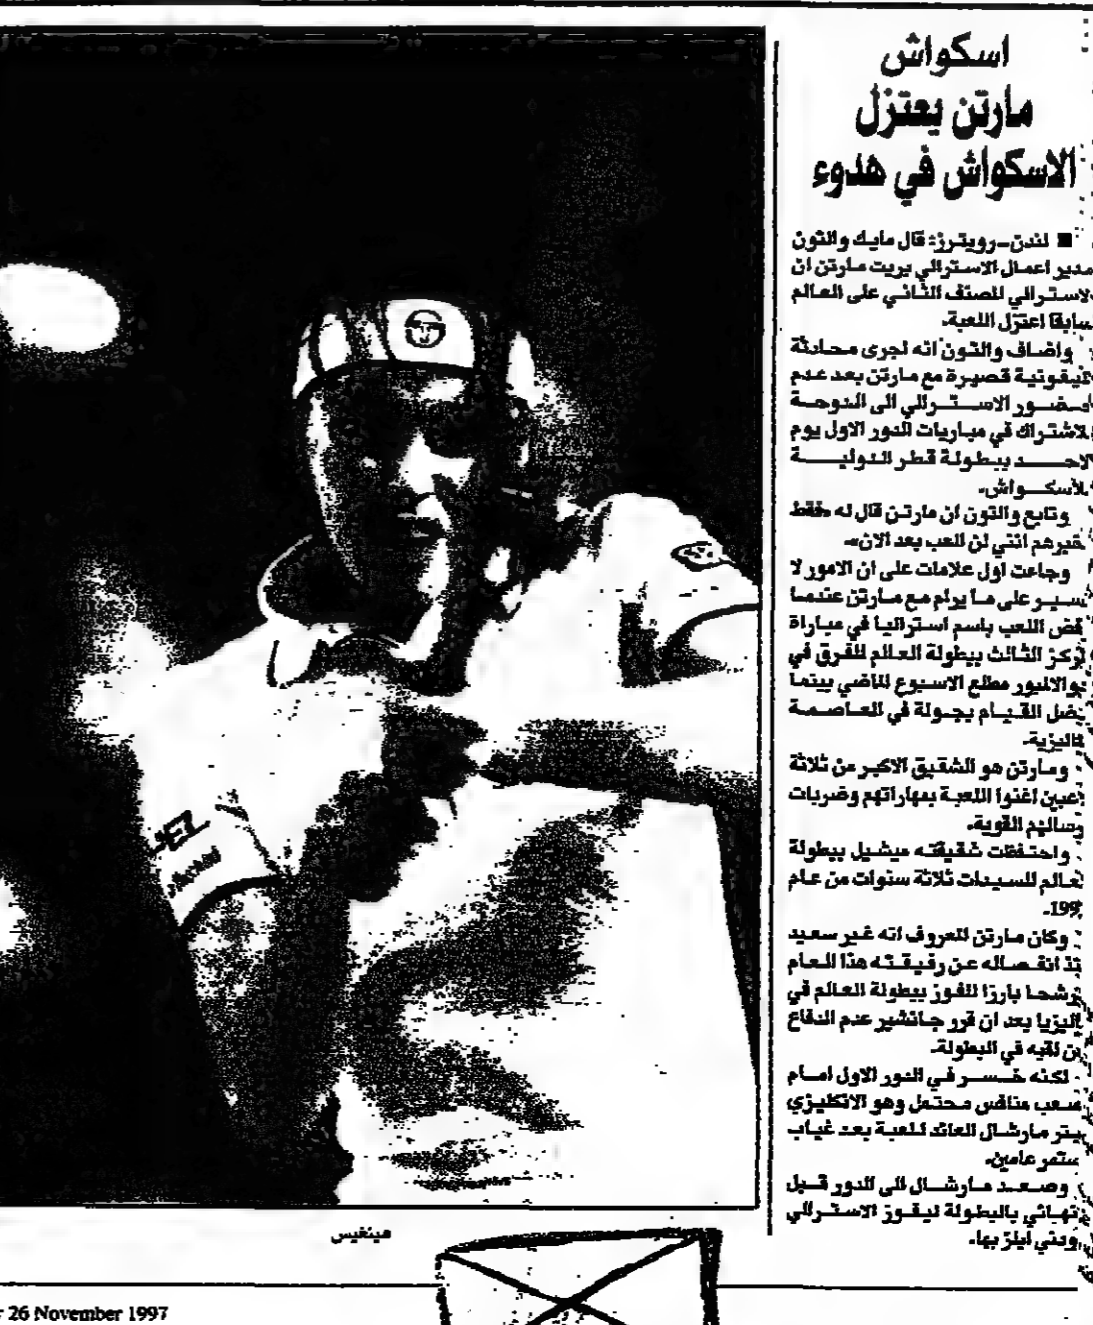 اسكواش
مارتن يعتزل
الاسكواش في هدوء
لندن - رويترز: قال مايك والتون
مدير اعمال الاسترالي بريت مارتن ان
الاسترالي المصنف الثاني على العالم
سابقا اعتزل اللعبة.
واضاف والتون انه اجرى محادثة
قصيرة مع مارتن بعد عدم
حضور الاسترالي الى الدوحة
للاشتراك في مباريات الدور الاول يوم
الاحد ببطولة قطر الدولية
للاسكواش.
وتابع والتون ان مارتن قال له «فقط
انني لن العب بعد الان».
وجاءت اول علامات على ان الامور لا
تسير على ما يرام مع مارتن عندما
رفض اللعب باسم استراليا في مباراة
المركز الثالث ببطولة العالم للفرق في
مطلع الاسبوع الماضي بينما
فضل القيام بجولة في العاصمة
الماليزية.
ومارتن هو الشقيق الاكبر من ثلاثة
لاعبين اغنوا اللعبة بمهاراتهم وضربات
القوية.
واحتفظت شقيقته ميشيل ببطولة
العالم للسيدات ثلاثة سنوات من عام
وكان مارتن المعروف انه غير سعيد
منذ انفصاله عن رفيقته هذا العام
مرشحا بارزا للفوز ببطولة العالم في
ماليزيا بعد ان قرر جانشير عدم الدفاع
عن لقبه في البطولة.
لكنه خسر في الدور الاول امام
منافس محتمل وهو الانكليزي
بيتر مارشال العائد للعبة بعد غياب
استمر عامين.
وصعد مارشال الى الدور قبل
النهائي بالبطولة ليفوز الاسترالي
رودني ايلز بها.
هينغيس
26 November 1997